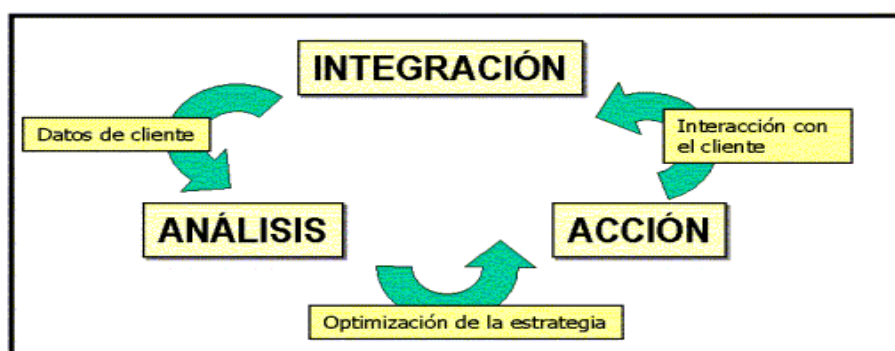 INTEGRACIÓN
Datos de cliente
Interacción con
el cliente
ANÁLISIS
ACCIÓN
Optimización de la estrategia